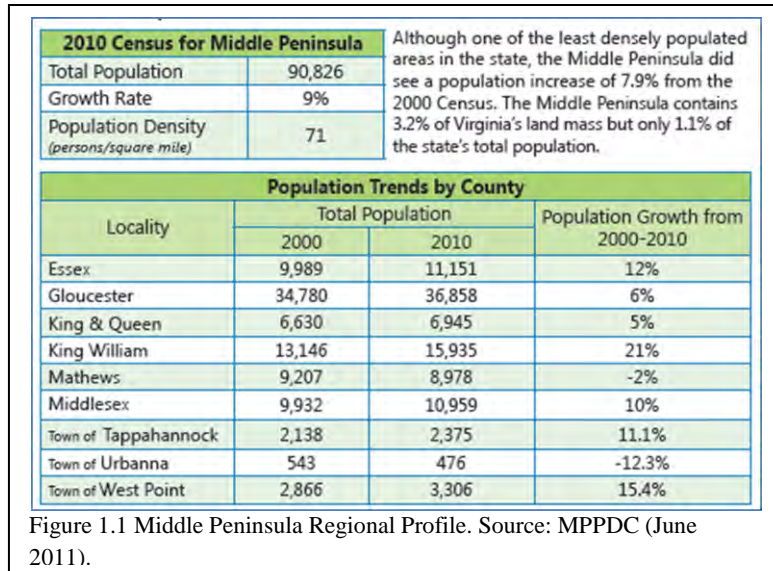 2010 Census for Middle Peninsula
Total Population 90,826
Growth Rate 9%
Population Density
(persons/square mile) 71
Although one of the least densely populated
areas in the state, the Middle Peninsula did
see a population increase of 7.9% from the
2000 Census. The Middle Peninsula contains
3.2% of Virginia's land mass but only 1.1% of
the state's total population.
Population Trends by County
Locality Total Population Population Growth from
2000 2010 2000-2010
Essex 9,989 11,151 12%
Gloucester 34,780 36,858 6%
King & Queen 6,630 6,945 5%
King William 13,146 15,935 21%
Mathews 9,207 8,978 -2%
Middlesex 9,932 10,959 10%
Town of Tappahannock 2,138 2,375 11.1%
Town of Urbanna 543 476 -12.3%
Town of West Point 2,866 3,306 15.4%
Figure 1.1 Middle Peninsula Regional Profile. Source: MPPDC (June
2011).